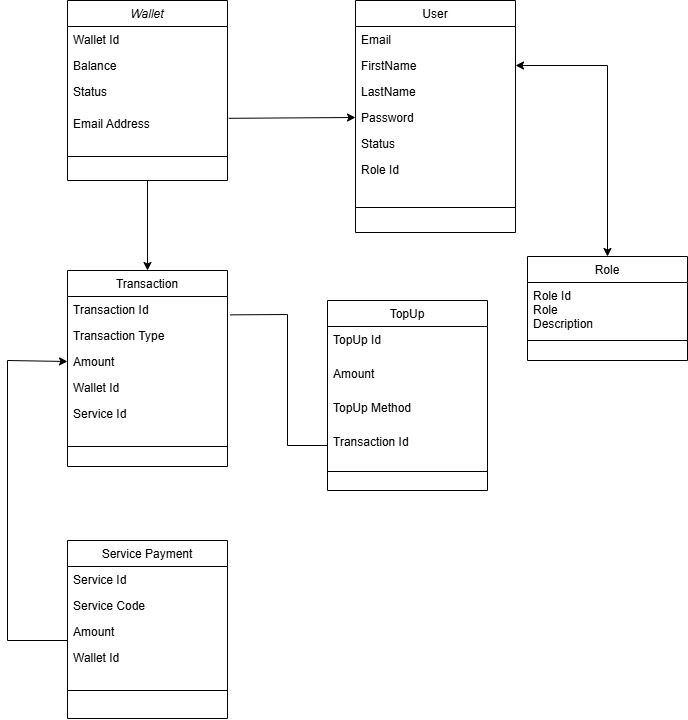 Wallet
Wallet Id
Balance
Status
Email Address
User
Email
FirstName
LastName
Password
Status
Role Id
Role
Role Id
Role
Description
Transaction
Transaction Id
Transaction Type
Amount
Wallet Id
Service Id
TopUp
TopUp Id
Amount
TopUp Method
Transaction Id
Service Payment
Service Id
Service Code
Amount
Wallet Id